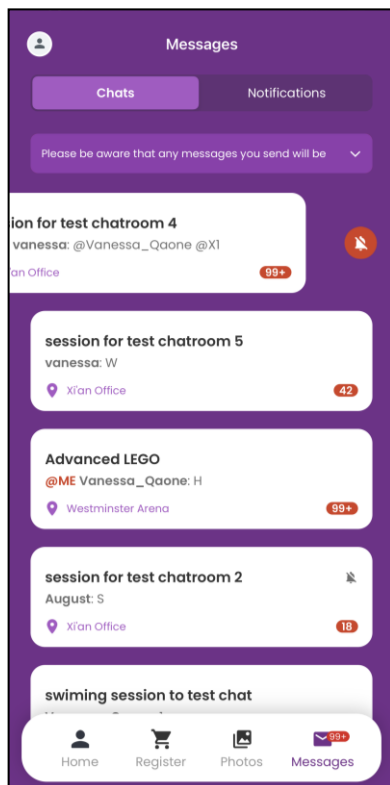 Messages
Chats
Notifications
Please be aware that any messages you send will be
ion for test chatroom 4
vanessa: @Vanessa_Qaone @X1
an Office
99+
session for test chatroom 5
vanessa: W
Xi'an Office
42
Advanced LEGO
@ME Vanessa_Qaone: H
Westminster Arena
99+
session for test chatroom 2
August: S
Xi'an Office
18
swiming session to test chat
99+
Home
Register
Photos
Messages